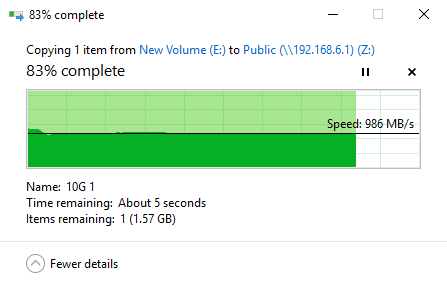 83% complete
Copying 1 item from New Volume (E:) to Public (\\192.168.6.1) (Z:)
83% complete
Speed: 986 MB/s
Name: 10G 1
Time remaining: About 5 seconds
Items remaining: 1 (1.57 GB)
Fewer details